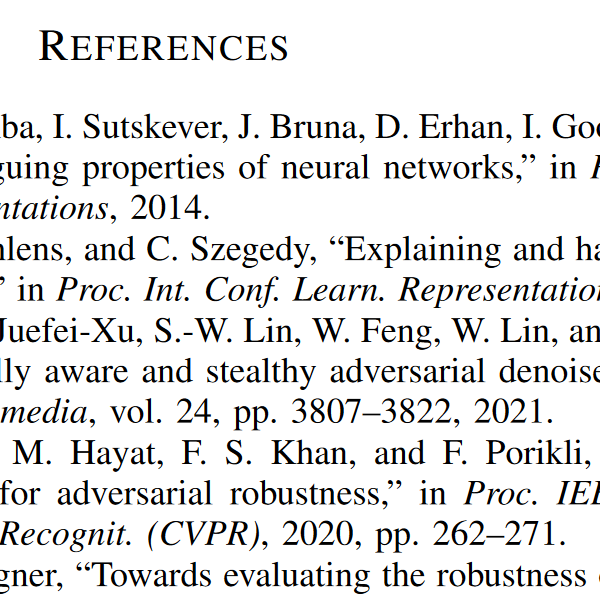 REFERENCES
ba, I. Sutskever, J. Bruna, D. Erhan, I. Goo
guing properties of neural networks,” in
ntations, 2014.
hlens, and C. Szegedy, “Explaining and ha
” in Proc. Int. Conf. Learn. Representation
Juefei-Xu, S.-W. Lin, W. Feng, W. Lin, an
lly aware and stealthy adversarial denoise
media, vol. 24, pp. 3807–3822, 2021.
M. Hayat, F. S. Khan, and F. Porikli,
for adversarial robustness,” in Proc. IEE
Recognit. (CVPR), 2020, pp. 262–271.
gner, “Towards evaluating the robustness